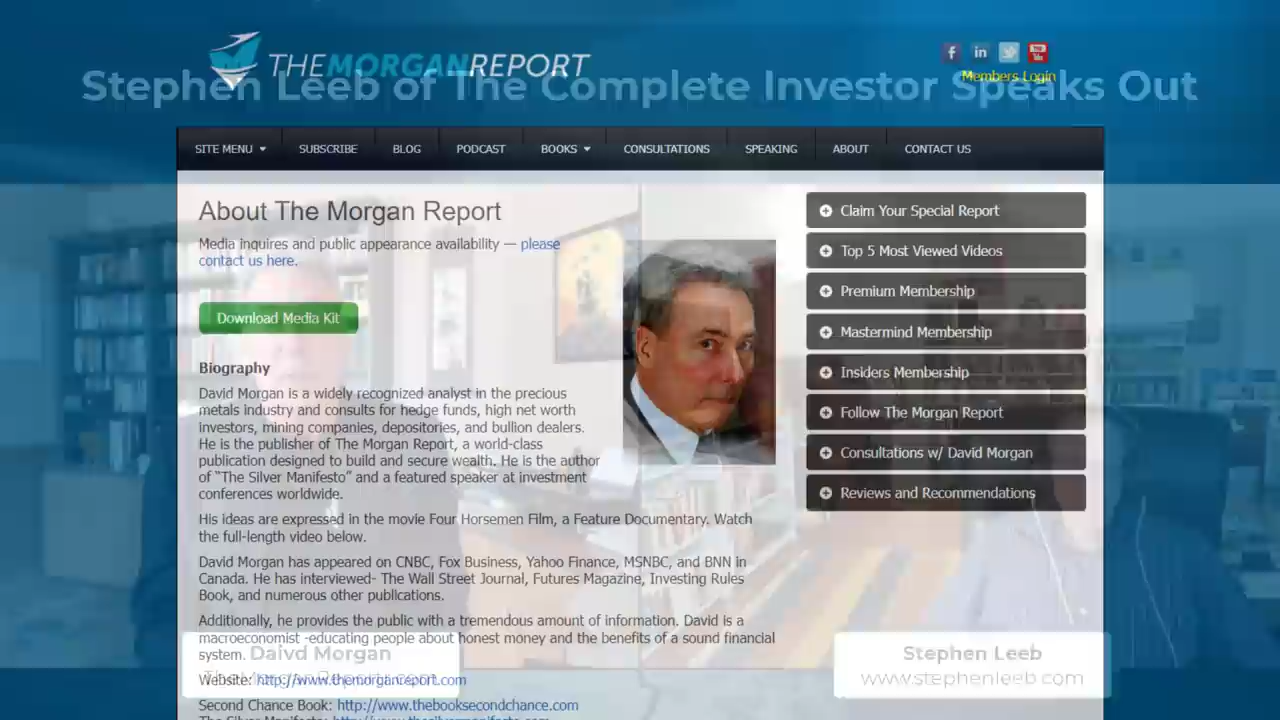 THEMORGANREPORT
Members Login
Stephen Leeb of The Complete Investor Speaks Out
SITE MENU SUBSCRIBE BLOG PODCAST BOOKS CONSULTATIONS SPEAKING ABOUT CONTACT US
About The Morgan Report
Media inquires and public appearance availability — please
contact us here.
Download Media Kit
Biography
David Morgan is a widely recognized analyst in the precious
metals industry and consults for hedge funds, high net worth
investors, mining companies, depositories, and bullion dealers.
He is the publisher of The Morgan Report, a world-class
publication designed to build and secure wealth. He is the author
of “The Silver Manifesto” and a featured speaker at investment
conferences worldwide.
His ideas are expressed in the movie Four Horsemen Film, a Feature Documentary. Watch
the full-length video below.
David Morgan has appeared on CNBC, Fox Business, Yahoo Finance, MSNBC, and BNN in
Canada. He has interviewed- The Wall Street Journal, Futures Magazine, Investing Rules
Book, and numerous other publications.
Additionally, he provides the public with a tremendous amount of information. David is a
macroeconomist -educating people about honest money and the benefits of a sound financial
system.
Website: http://www.themorganreport.com
Second Chance Book: http://www.thebooksecondchance.com
The Silver Manifesto: http://www.thesilvermanifesto.com
Claim Your Special Report
Top 5 Most Viewed Videos
Premium Membership
Mastermind Membership
Insiders Membership
Follow The Morgan Report
Consultations w/ David Morgan
Reviews and Recommendations
Daivd Morgan
Stephen Leeb
www.stephenleeb.com